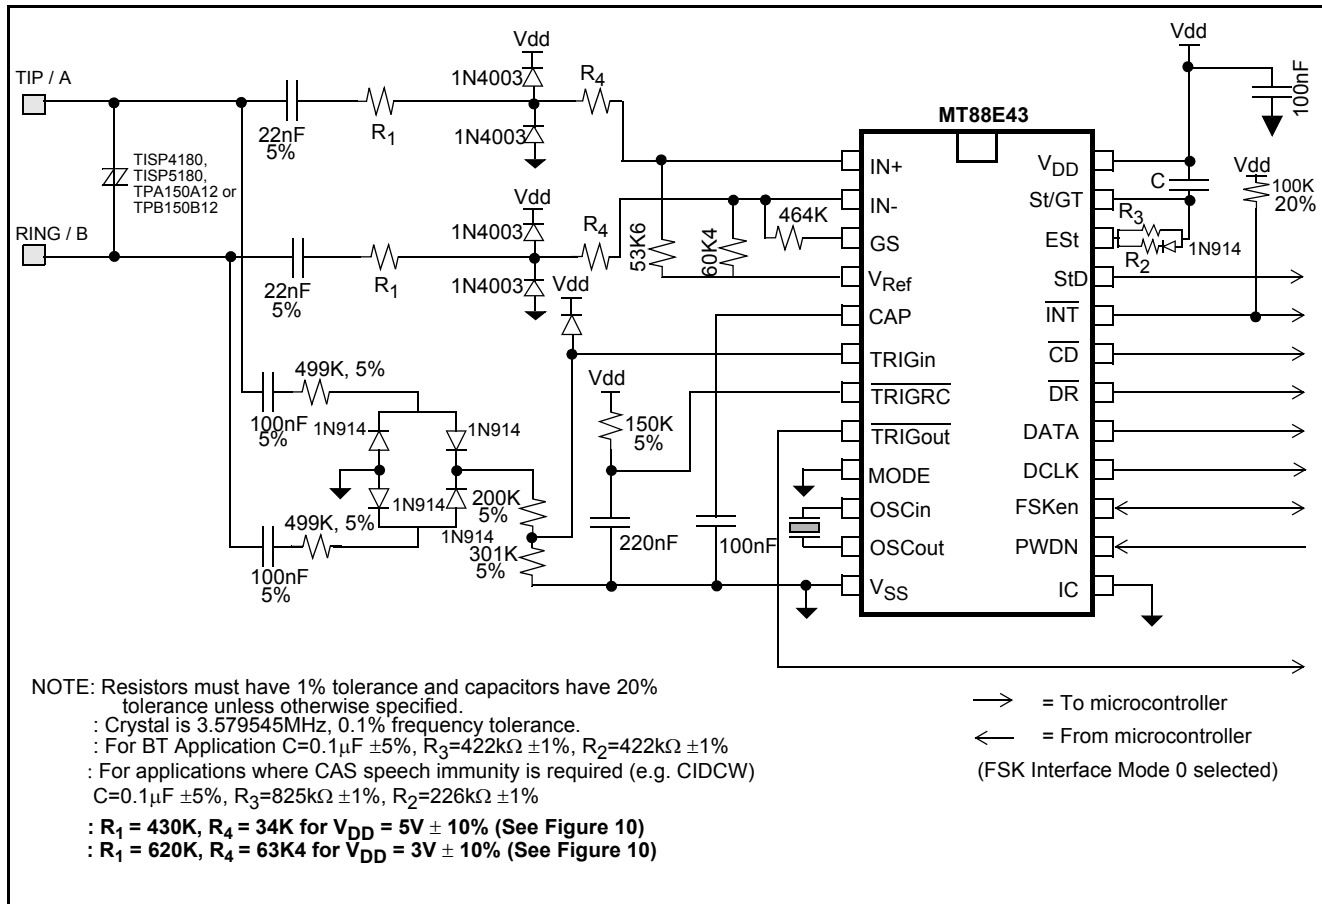 TIP / A
RING / B
TISP4180,
TISP5180,
TPA150A12 or
TPB150B12
22nF
5%
R1
1N4003
1N4003
Vdd
R4
22nF
5%
R1
1N4003
1N4003
Vdd
R4
Vdd
53K6
60K4
464K
499K, 5%
100nF
5%
1N914
1N914
1N914
1N914
499K, 5%
100nF
5%
200K
5%
301K
5%
Vdd
150K
5%
220nF
100nF
MT88E43
IN+
IN-
GS
VRef
CAP
TRIGin
TRIGRC
TRIGout
MODE
OSCin
OSCout
VSS
VDD
St/GT
ESt
StD
INT
CD
DR
DATA
DCLK
FSKen
PWDN
IC
Vdd
100nF
C
R3
R2
1N914
Vdd
100K
20%
NOTE: Resistors must have 1% tolerance and capacitors have 20%
tolerance unless otherwise specified.
: Crystal is 3.579545MHz, 0.1% frequency tolerance.
: For BT Application C=0.1μF ±5%, R3=422kΩ ±1%, R2=422kΩ ±1%
: For applications where CAS speech immunity is required (e.g. CIDCW)
C=0.1μF ±5%, R3=825kΩ ±1%, R2=226kΩ ±1%
: R1 = 430K, R4 = 34K for VDD = 5V ± 10% (See Figure 10)
: R1 = 620K, R4 = 63K4 for VDD = 3V ± 10% (See Figure 10)
= To microcontroller
= From microcontroller
(FSK Interface Mode 0 selected)